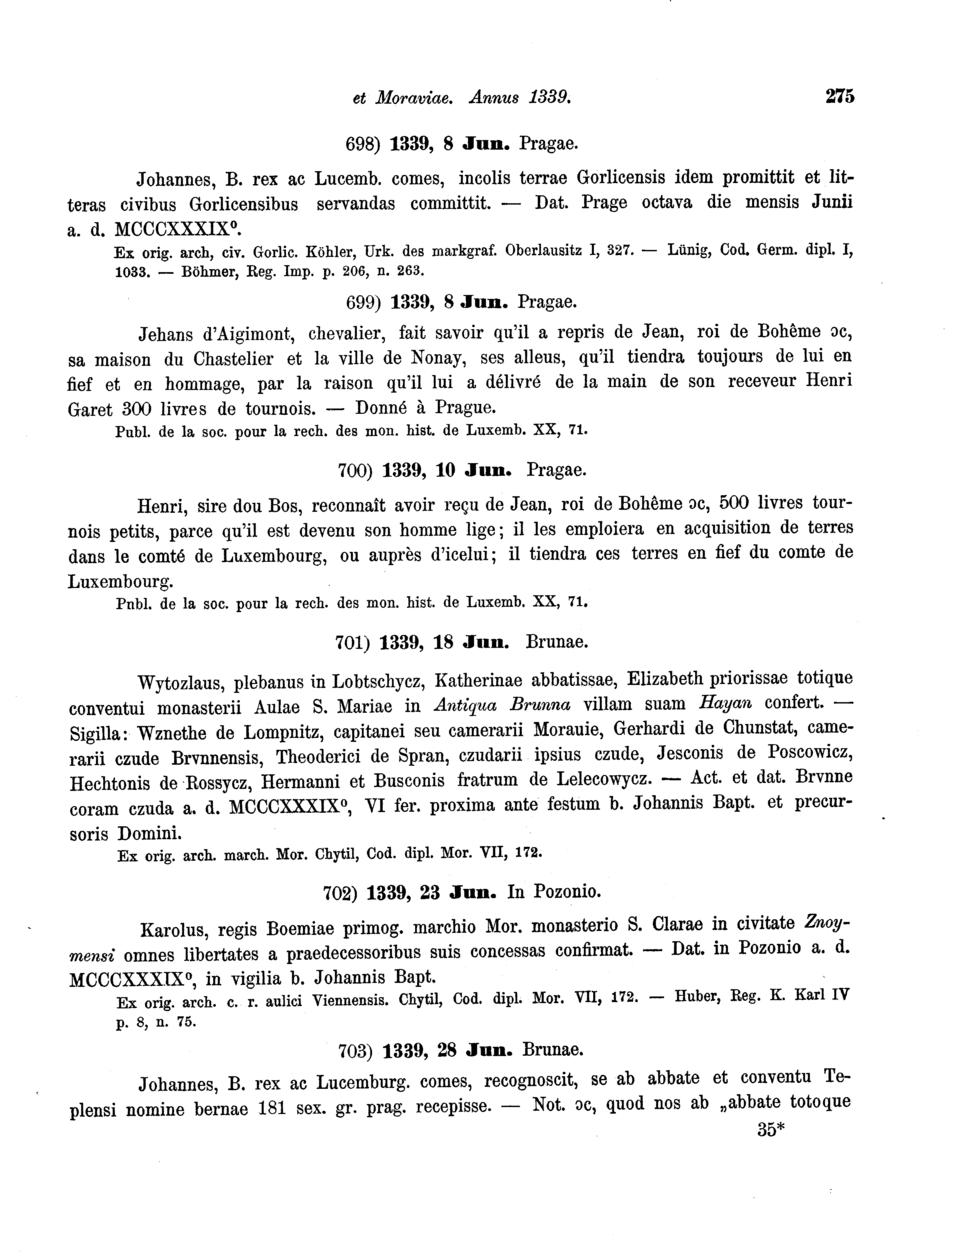 et Moraviae. Annus 1339. 275
698) 1339, 8 Jun. Pragae.
Johannes, B. rex ac Lucemb. comes, incolis terrae Gorlicensis idem promittit et lit-
teras civibus Gorlicensibus servandas committit. — Dat. Prage octava die mensis Junii
a. d. MCCCXXXIX⁰.
Ex orig. arch, civ. Gorlic. Köhler, Urk. des markgraf. Oberlausitz I, 327. — Lünig, Cod. Germ. dipl. I,
1033. — Böhmer, Reg. Imp. p. 206, n. 263.
699) 1339, 8 Jun. Pragae.
Jehans d'Aigimont, chevalier, fait savoir qu'il a repris de Jean, roi de Bohême ɔc,
sa maison du Chastelier et la ville de Nonay, ses alleus, qu'il tiendra toujours de lui en
fief et en hommage, par la raison qu'il lui a délivré de la main de son receveur Henri
Garet 300 livres de tournois. — Donné à Prague.
Publ. de la soc. pour la rech. des mon. hist. de Luxemb. XX, 71.
700) 1339, 10 Jun. Pragae.
Henri, sire dou Bos, reconnaît avoir reçu de Jean, roi de Bohême ɔc, 500 livres tour-
nois petits, parce qu'il est devenu son homme lige; il les emploiera en acquisition de terres
dans le comté de Luxembourg, ou auprès d'icelui; il tiendra ces terres en fief du comte de
Luxembourg.
Pnbl. de la soc. pour la rech. des mon. hist. de Luxemb. XX, 71.
701) 1339, 18 Jun. Brunae.
Wytozlaus, plebanus in Lobtschycz, Katherinae abbatissae, Elizabeth priorissae totique
conventui monasterii Aulae S. Mariae in Antiqua Brunna villam suam Hayan confert. —
Sigilla: Wznethe de Lompnitz, capitanei seu camerarii Morauie, Gerhardi de Chunstat, came-
rarii czude Brvnnensis, Theoderici de Spran, czudarii ipsius czude, Jesconis de Poscowicz,
Hechtonis de Rossycz, Hermanni et Busconis fratrum de Lelecowycz. — Act. et dat. Brvnne
coram czuda a. d. MCCCXXXIX⁰, VI fer. proxima ante festum b. Johannis Bapt. et precur-
soris Domini.
Ex orig. arch. march. Mor. Chytil, Cod. dipl. Mor. VII, 172.
702) 1339, 23 Jun. In Pozonio.
Karolus, regis Boemiae primog. marchio Mor. monasterio S. Clarae in civitate Znoy-
mensi omnes libertates a praedecessoribus suis concessas confirmat. — Dat. in Pozonio a. d.
MCCCXXXIX⁰, in vigilia b. Johannis Bapt.
Ex orig. arch. c. r. aulici Viennensis. Chytil, Cod. dipl. Mor. VII, 172. — Huber, Reg. K. Karl IV
p. 8, n. 75.
703) 1339, 28 Jun. Brunae.
Johannes, B. rex ac Lucemburg. comes, recognoscit, se ab abbate et conventu Te-
plensi nomine bernae 181 sex. gr. prag. recepisse. — Not. ɔc, quod nos ab „abbate totoque
35*